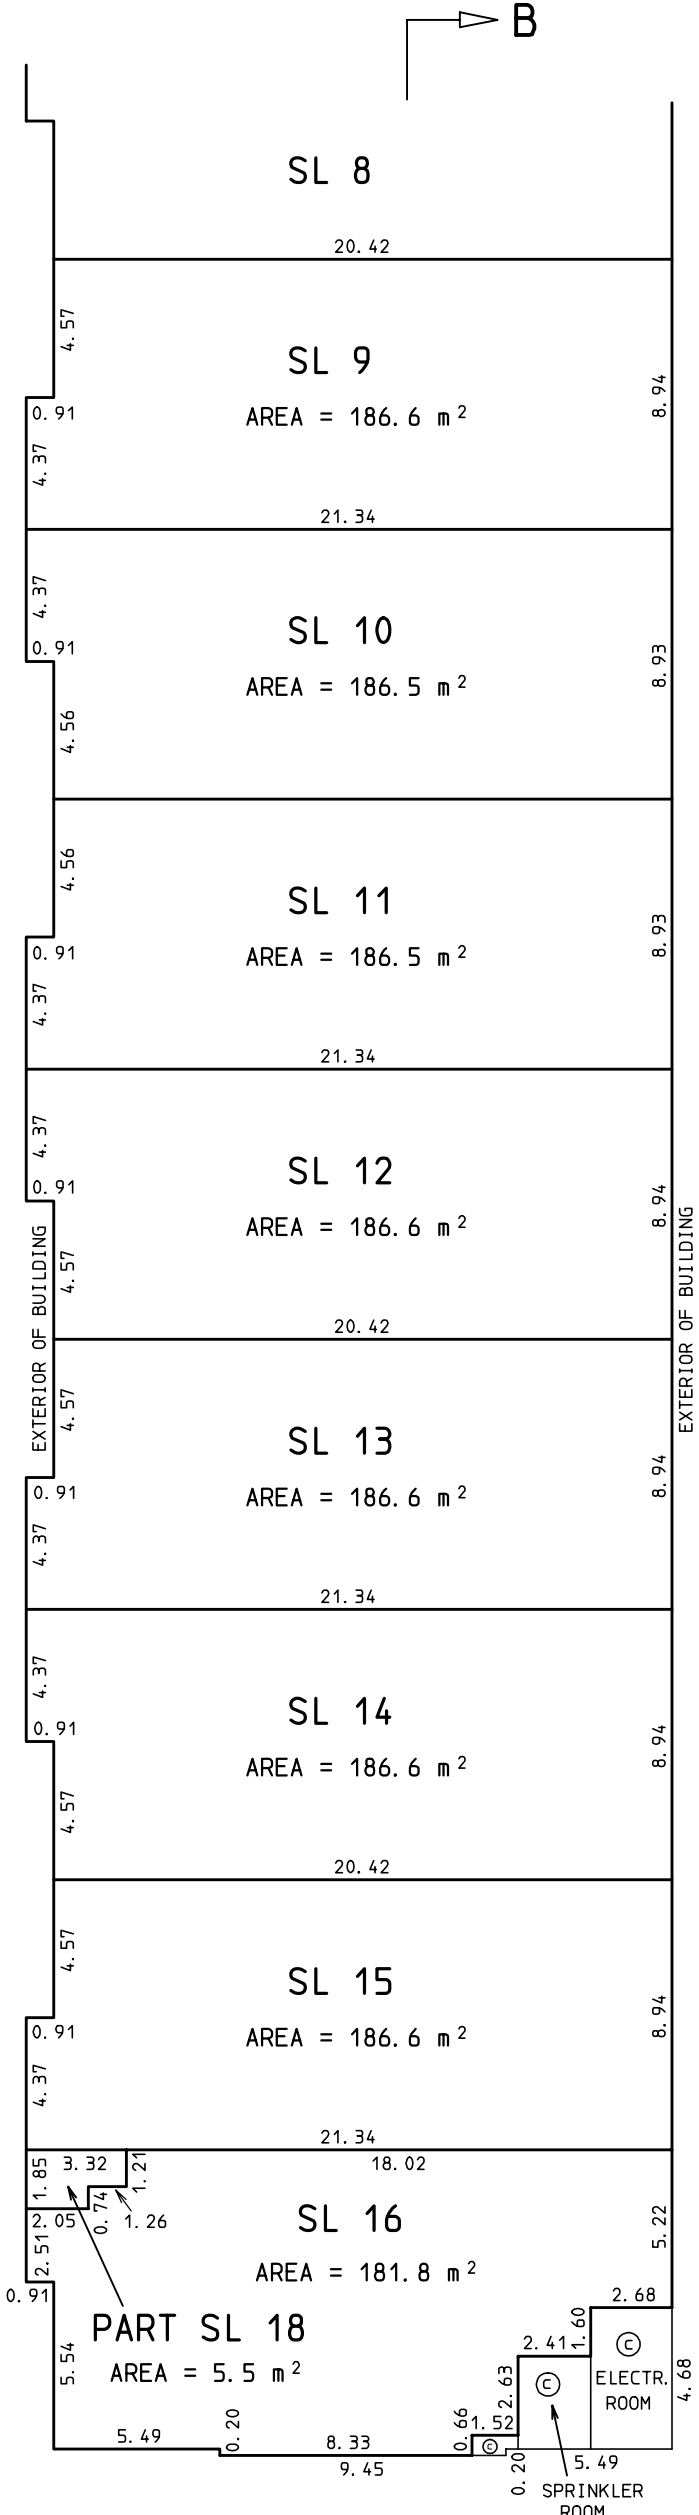 B
SL 8
20.42
4.57
SL 9
8.94
0.91
AREA = 186.6 m²
4.37
21.34
4.37
SL 10
0.91
8.93
AREA = 186.5 m²
4.56
4.56
SL 11
8.93
0.91
AREA = 186.5 m²
4.37
21.34
4.37
SL 12
0.91
8.94
AREA = 186.6 m²
EXTERIOR OF BUILDING
4.57
EXTERIOR OF BUILDING
20.42
4.57
SL 13
8.94
0.91
AREA = 186.6 m²
4.37
21.34
4.37
SL 14
0.91
8.94
AREA = 186.6 m²
4.57
20.42
4.57
SL 15
8.94
0.91
AREA = 186.6 m²
4.37
21.34
1.85
3.32
1.21
18.02
2.05
0.74
1.26
SL 16
5.22
2.51
AREA = 181.8 m²
0.91
2.68
PART SL 18
1.60
2.41
C
5.54
AREA = 5.5 m²
2.63
C
ELECTR.
ROOM
4.68
5.49
0.20
8.33
0.66
1.52
C
9.45
0.20
5.49
SPRINKLER
ROOM